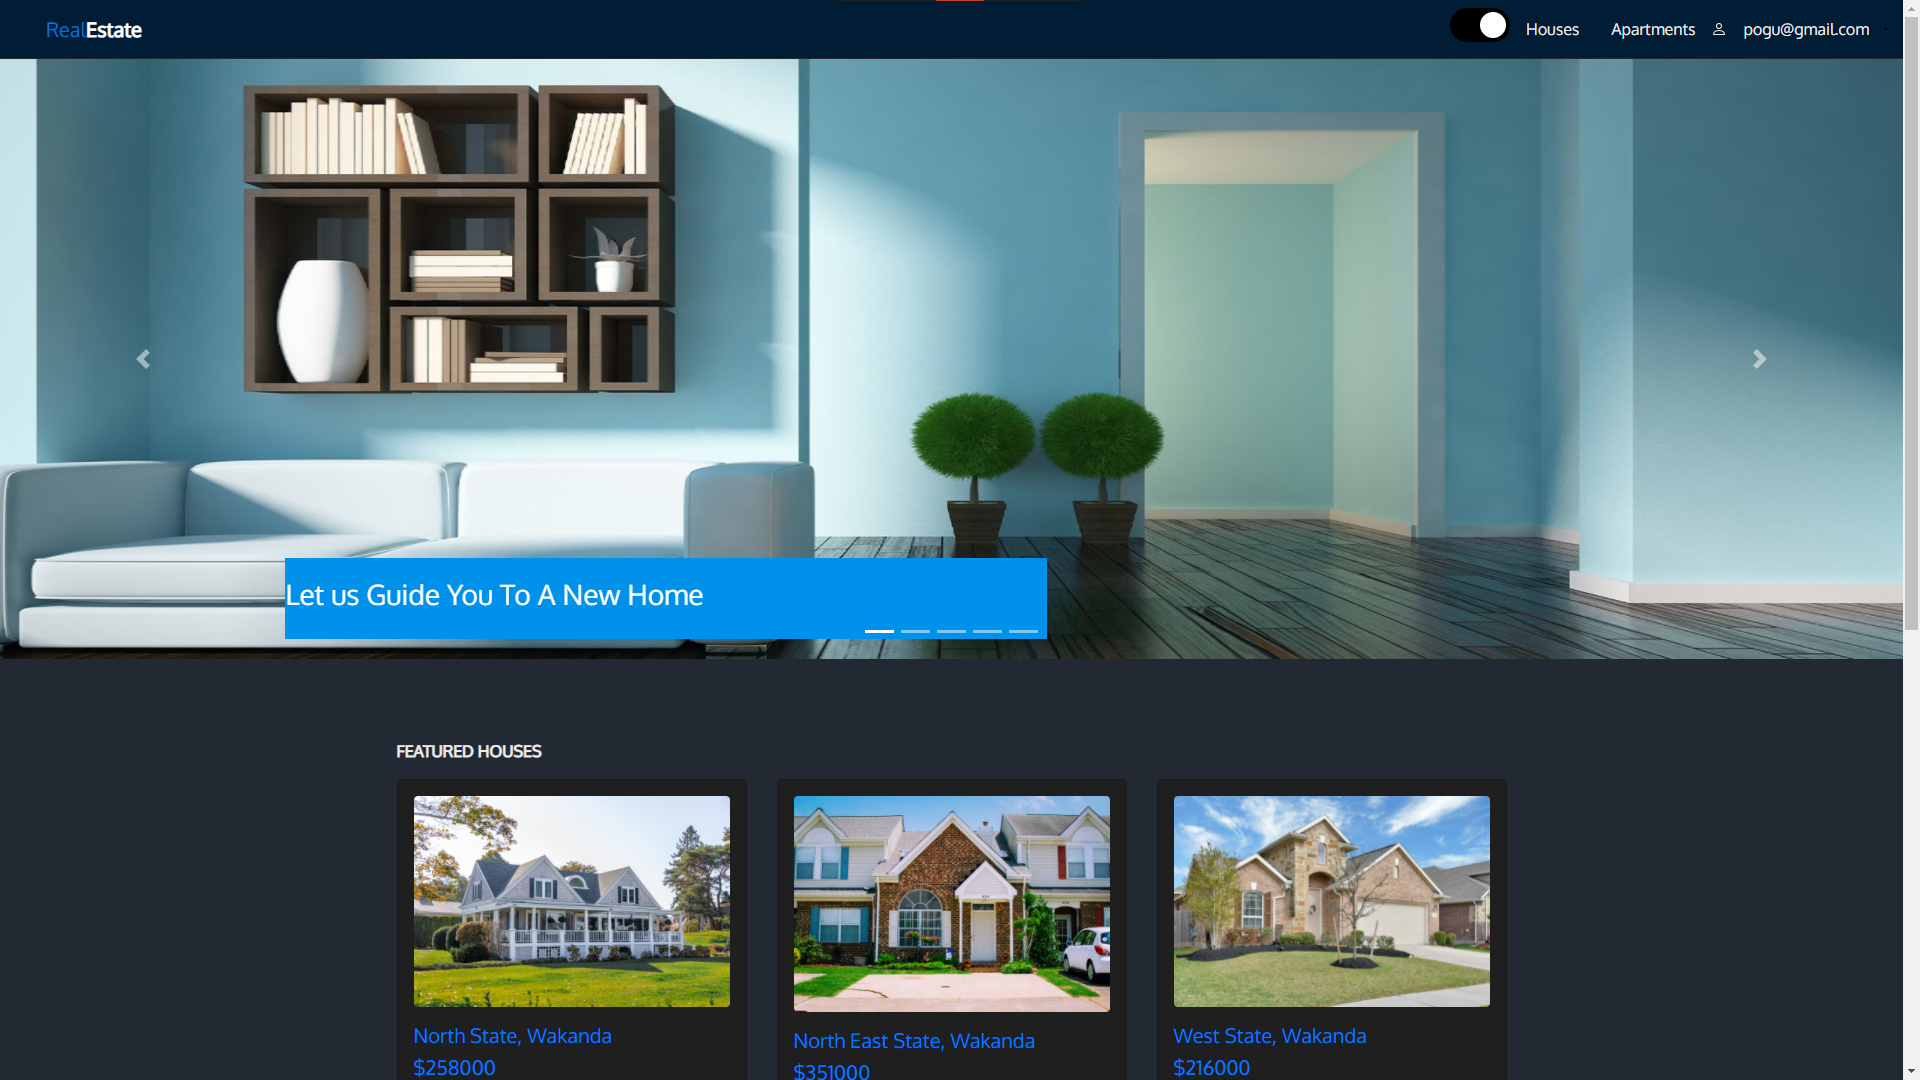 RealEstate
Houses
Apartments
pogu@gmail.com
Let us Guide You To A New Home
FEATURED HOUSES
North State, Wakanda
$258000
North East State, Wakanda
$351000
West State, Wakanda
$216000